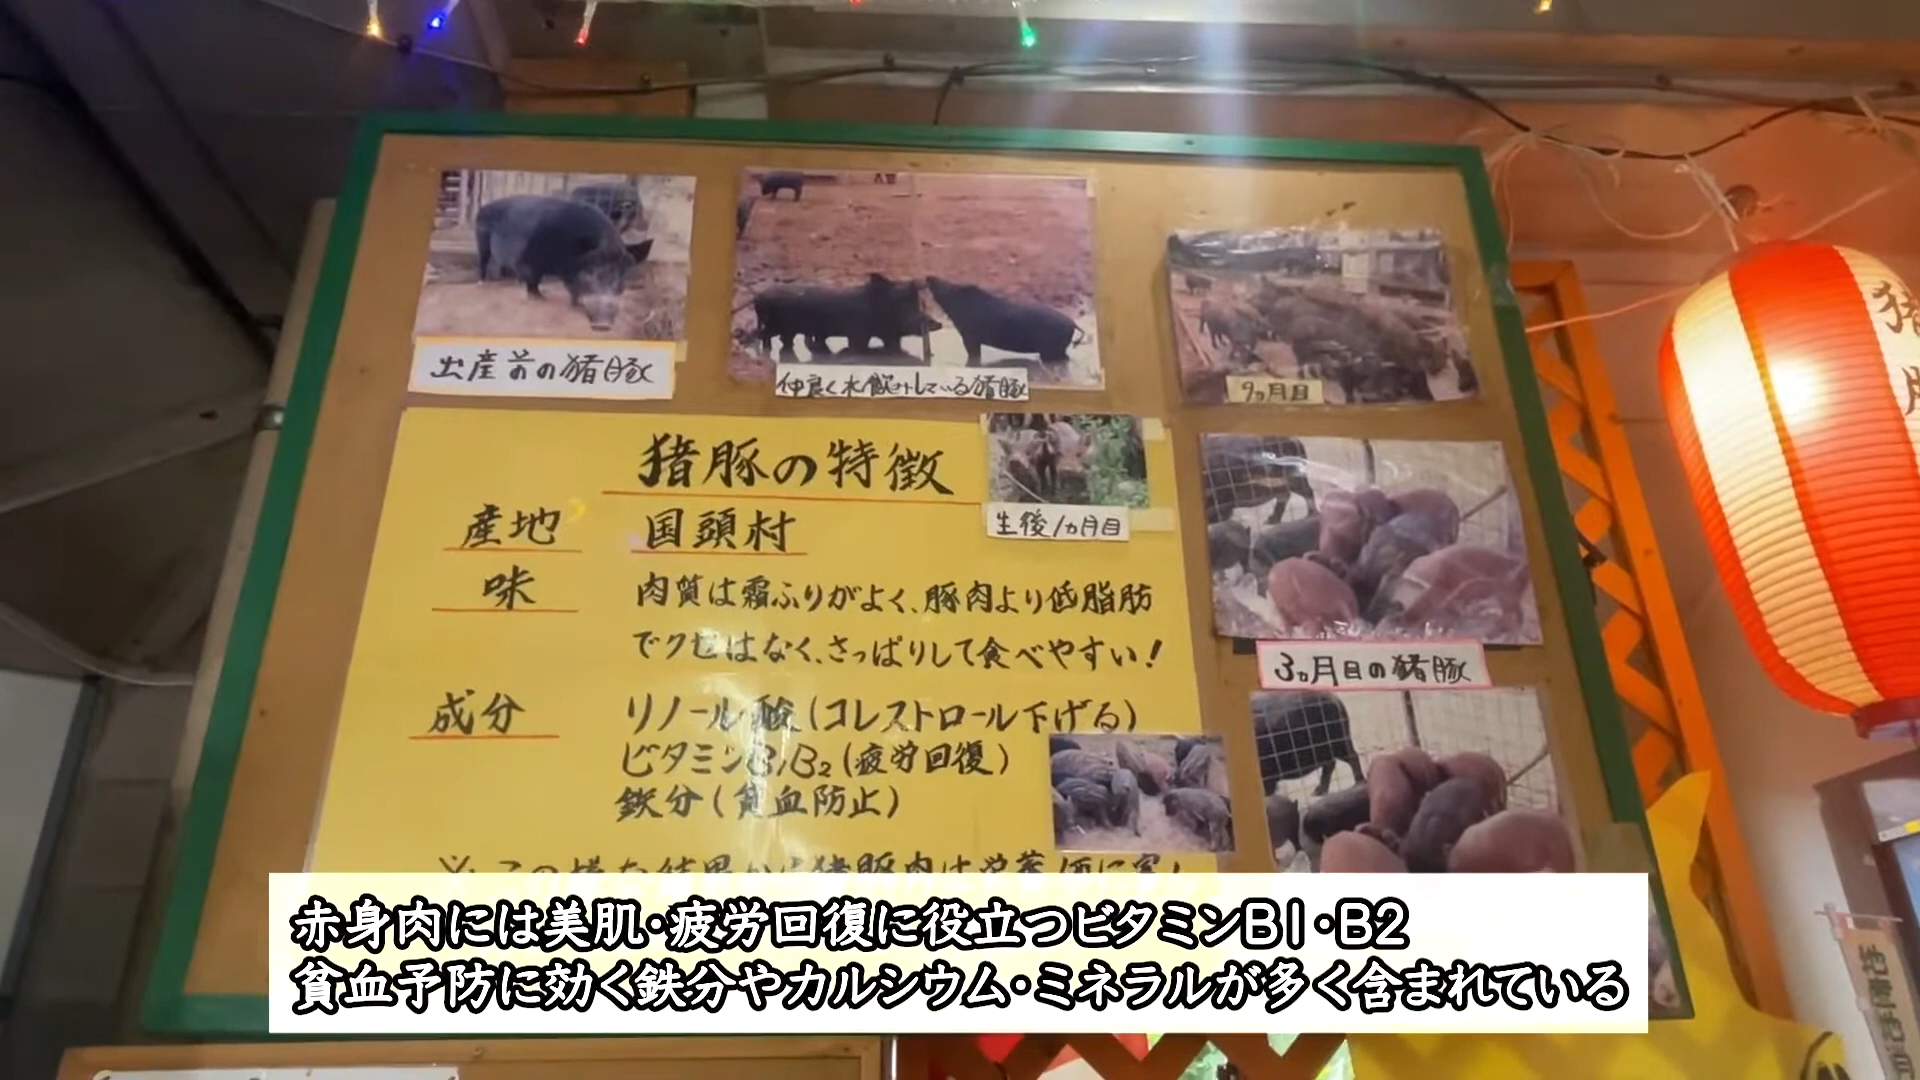 出産前の猪豚
仲良く水飲みしている猪豚
9ヵ月目
猪豚の特徴
生後1ヵ月目
産地 国頭村
味 肉質は霜ふりがよく、豚肉より低脂肪
でクセはなく、さっぱりして食べやすい!
3ヵ月目の猪豚
成分 リノール酸(コレストロール下げる)
ビタミンB1B2(疲労回復)
鉄分(貧血防止)
猪
赤身肉には美肌・疲労回復に役立つビタミンB1・B2
貧血予防に効く鉄分やカルシウム・ミネラルが多く含まれている